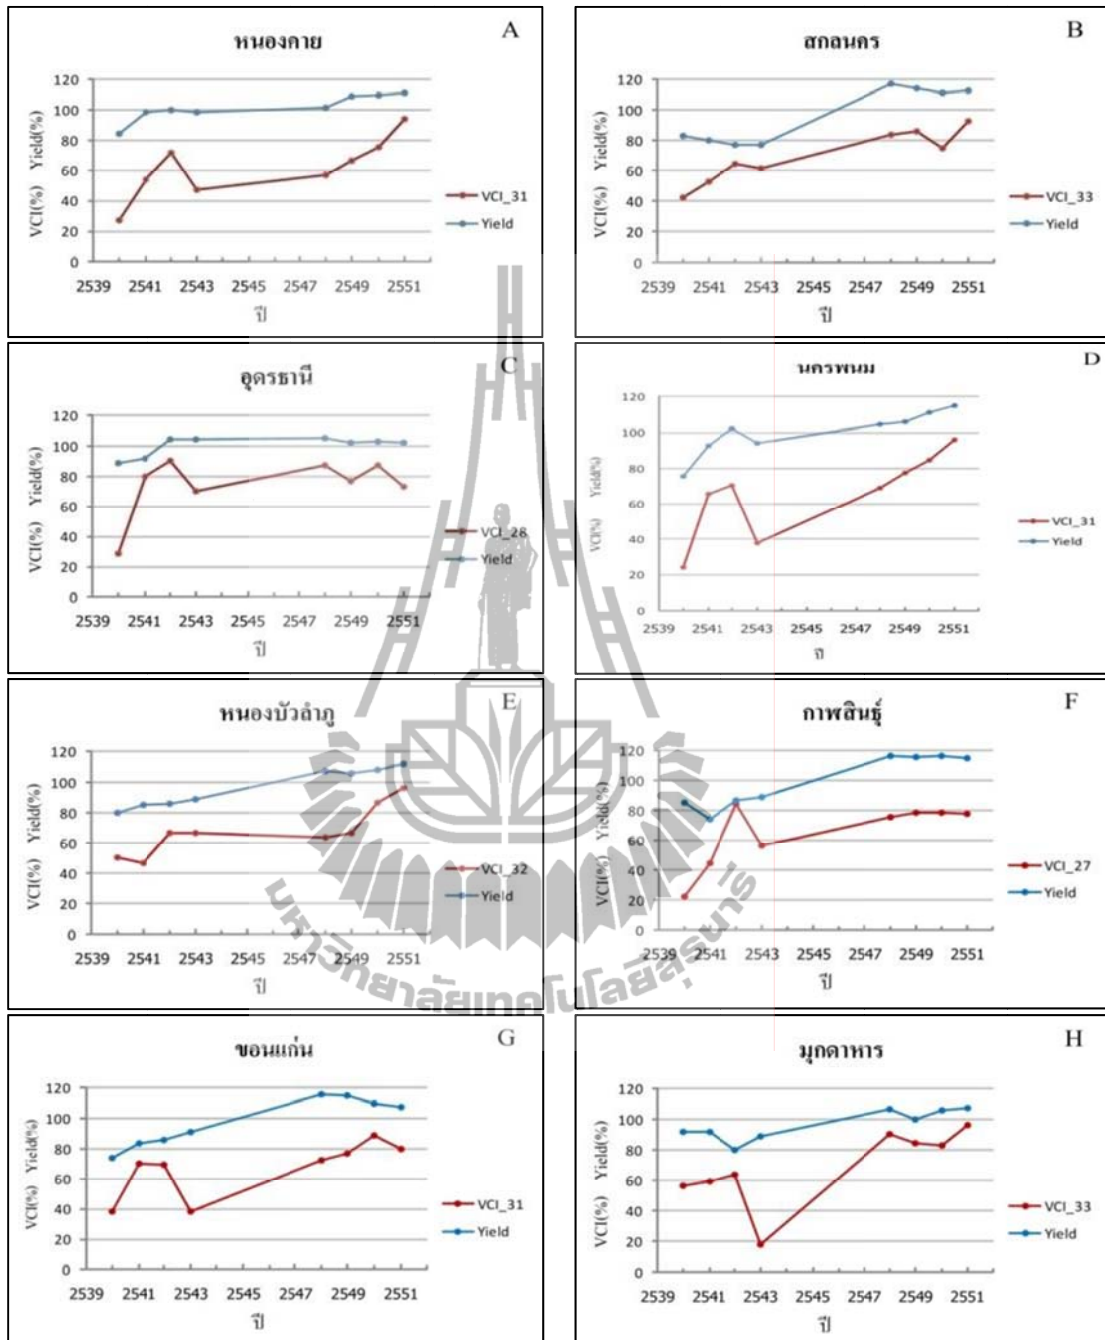 หนองคาย A
120
100
80
60
40
20
0
VCI(%) Yield(%)
VCI_31
Yield
2539 2541 2543 2545 2547 2549 2551
ปี
สกลนคร B
120
100
80
60
40
20
0
VCI(%) Yield(%)
VCI_33
Yield
2539 2541 2543 2545 2547 2549 2551
ปี
อุดรธานี C
120
100
80
60
40
20
0
VCI(%) Yield(%)
VCI_28
Yield
2539 2541 2543 2545 2547 2549 2551
ปี
นครพนม D
120
100
80
60
40
20
0
VCI(%) Yield(%)
VCI_31
Yield
2539 2541 2543 2545 2547 2549 2551
ปี
หนองบัวลำภู E
120
100
80
60
40
20
0
VCI(%) Yield(%)
VCI_32
Yield
2539 2541 2543 2545 2547 2549 2551
ปี
กาฬสินธุ์ F
120
100
80
60
40
20
0
VCI(%) Yield(%)
VCI_27
Yield
2539 2541 2543 2545 2547 2549 2551
ปี
มหาวิทยาลัยเทคโนโลยีสุรนารี
ขอนแก่น G
120
100
80
60
40
20
0
VCI(%) Yield(%)
VCI_31
Yield
2539 2541 2543 2545 2547 2549 2551
ปี
มุกดาหาร H
120
100
80
60
40
20
0
VCI(%) Yield(%)
VCI_33
Yield
2539 2541 2543 2545 2547 2549 2551
ปี